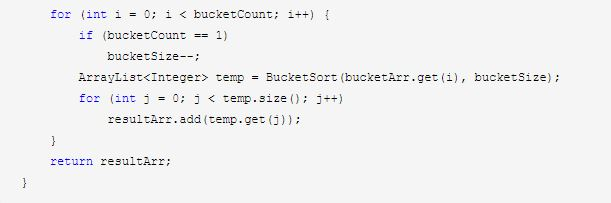 for (int i = 0; i < bucketCount; i++) {
if (bucketCount == 1)
bucketSize--;
ArrayList<Integer> temp = BucketSort(bucketArr.get(i), bucketSize);
for (int j = 0; j < temp.size(); j++)
resultArr.add(temp.get(j));
}
return resultArr;
}